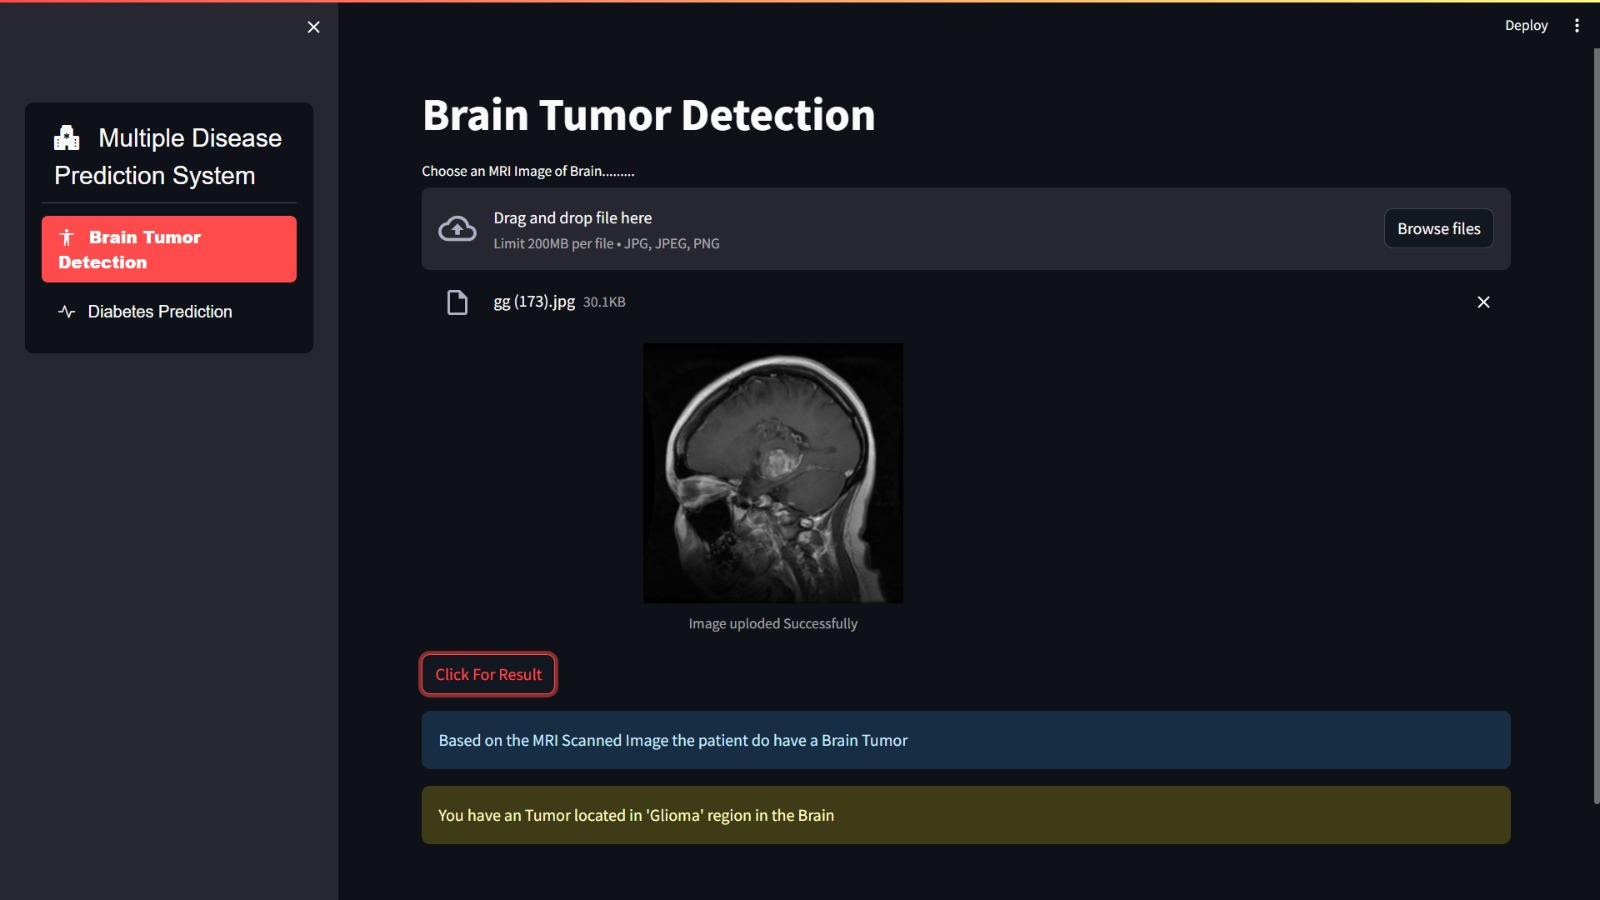 Deploy
Multiple Disease
Prediction System
Brain Tumor
Detection
Diabetes Prediction
Brain Tumor Detection
Choose an MRI Image of Brain.........
Drag and drop file here
Limit 200MB per file • JPG, JPEG, PNG
Browse files
gg (173).jpg 30.1KB
Image uploded Successfully
Click For Result
Based on the MRI Scanned Image the patient do have a Brain Tumor
You have an Tumor located in 'Glioma' region in the Brain